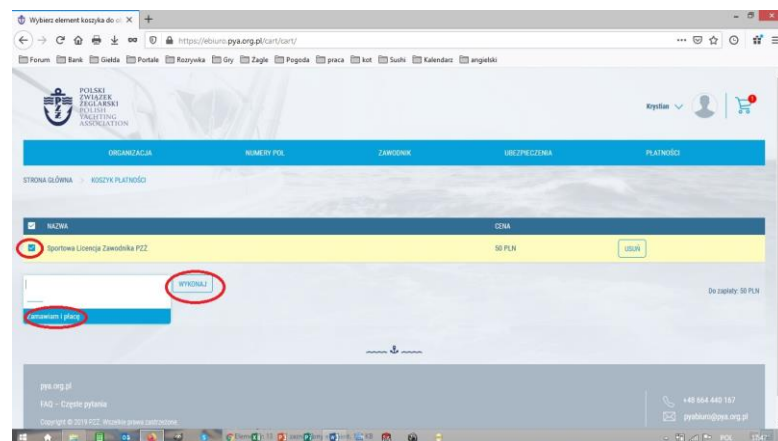 Wybierz element koszyka do
https://ebiuro.pya.org.pl/cart/cart/
Forum Bank Giełda Portale Rozrywka Gry Żagle Pogoda praca kot Sushi Kalendarz angielski
POLSKI
ZWIĄZEK
ŻEGLARSKI
POLISH
YACHTING
ASSOCIATION
Krystian
ORGANIZACJA NUMERY POL ZAWODNIK UBEZPIECZENIA PŁATNOŚCI
STRONA GŁÓWNA > KOSZYK PŁATNOŚCI
NAZWA CENA
Sportowa Licencja Zawodnika PZŻ. 50 PLN USUŃ
WYKONAJ
Do zapłaty: 50 PLN
Zamawiam i płacę
pya.org.pl
FAQ – Częste pytania
+48 664 440 167
pyabiuro@pya.org.pl
Copyright © 2019 PZŻ. Wszelkie prawa zastrzeżone.
POL